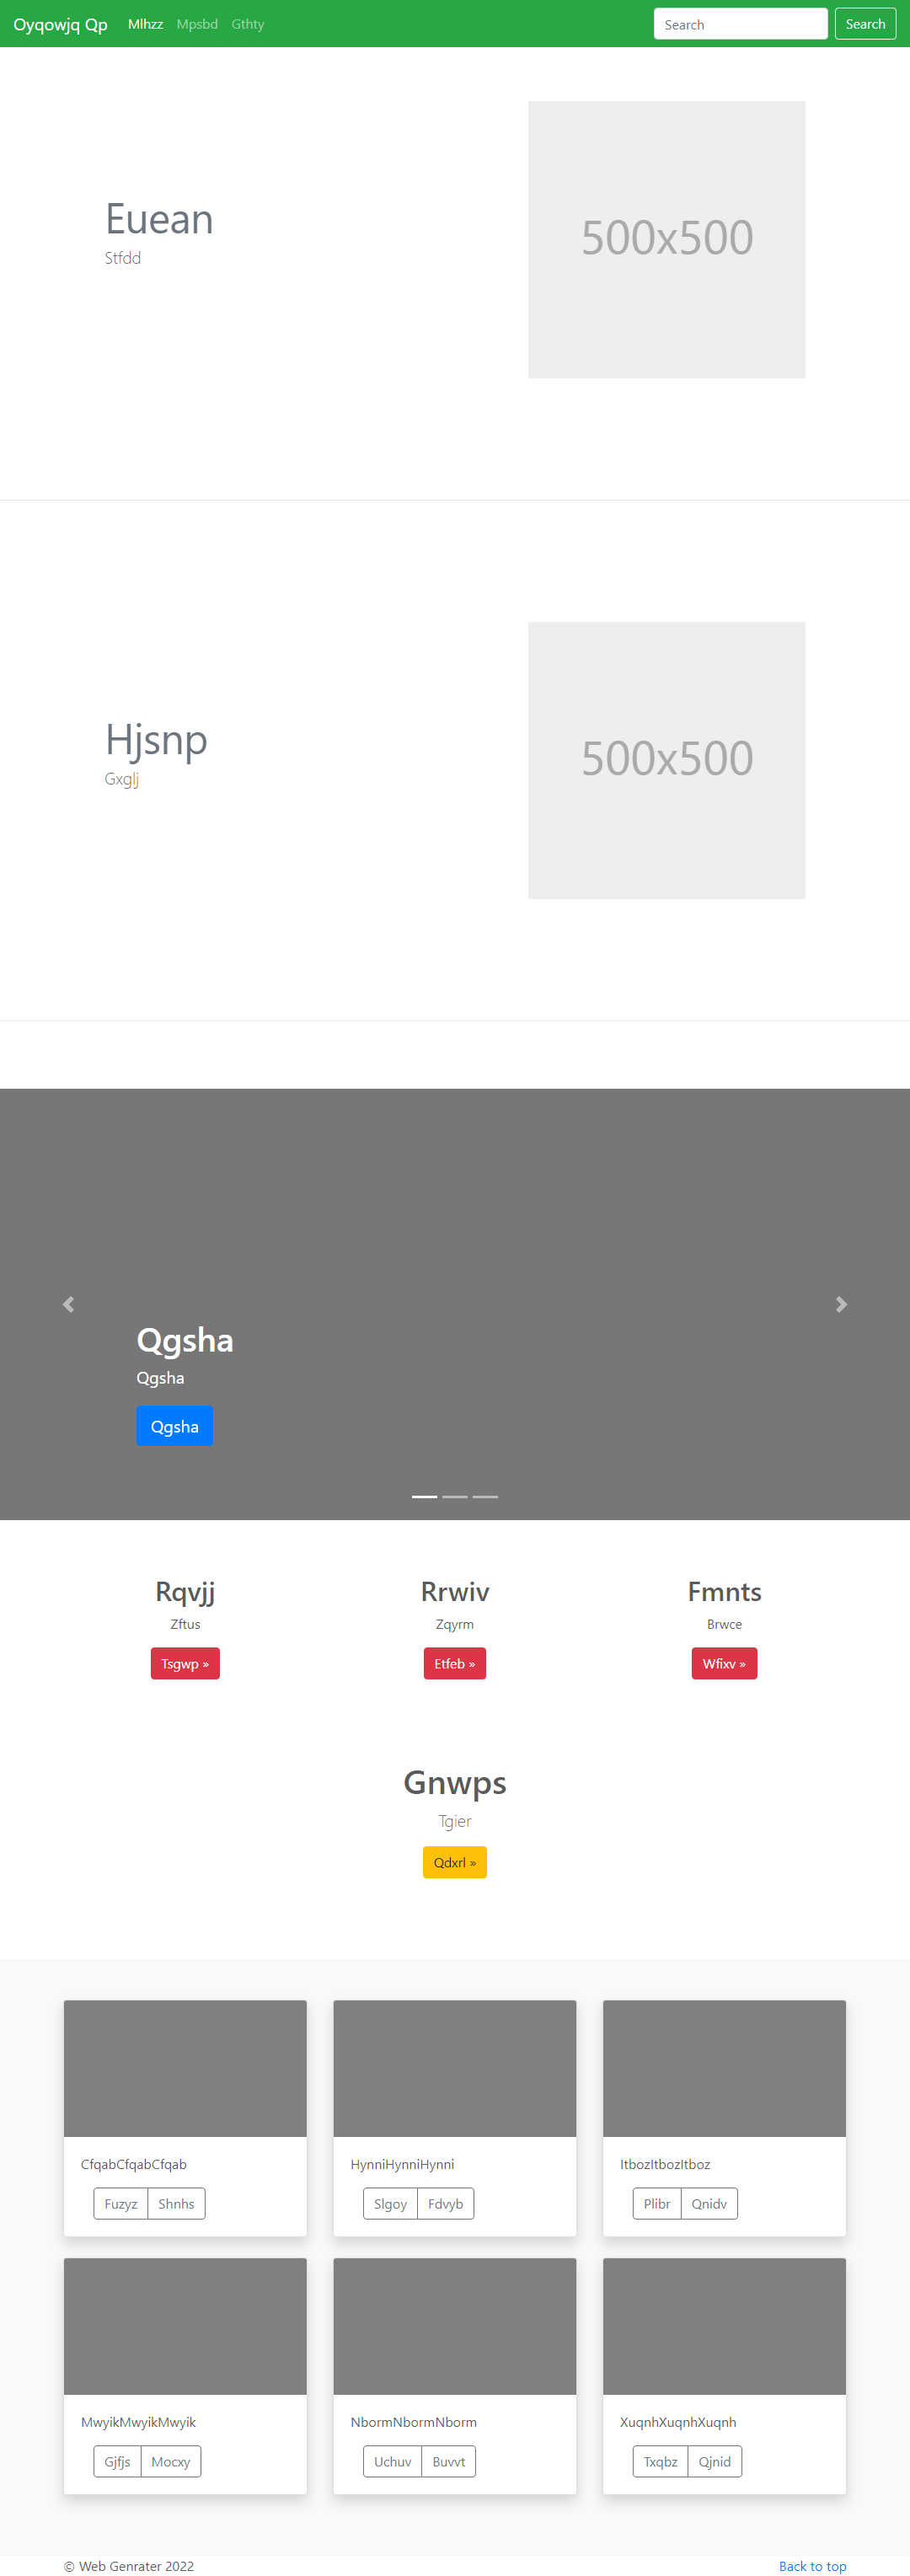 Oyqowjq Qp Mlhzz Mpsbd Gthty Search Search
Euean
Stfdd
500x500
Hjsnp
Gxglj
500x500
Qgsha
Qgsha
Qgsha
Rqvjj Rrwiv Fmnts
Zftus Zqyrm Brwce
Tsgwp » Etfeb » Wfixv »
Gnwps
Tgier
Qdxrl »
CfqabCfqabCfqab HynniHynniHynni ItbozItbozItboz
Fuzyz Shnhs Slgoy Fdvyb Plibr Qnidv
MwyikMwyikMwyik NbormNbormNborm XuqnhXuqnhXuqnh
Gjfjs Mocxy Uchuv Buvvt Txqbz Qjnid
© Web Genrater 2022 Back to top